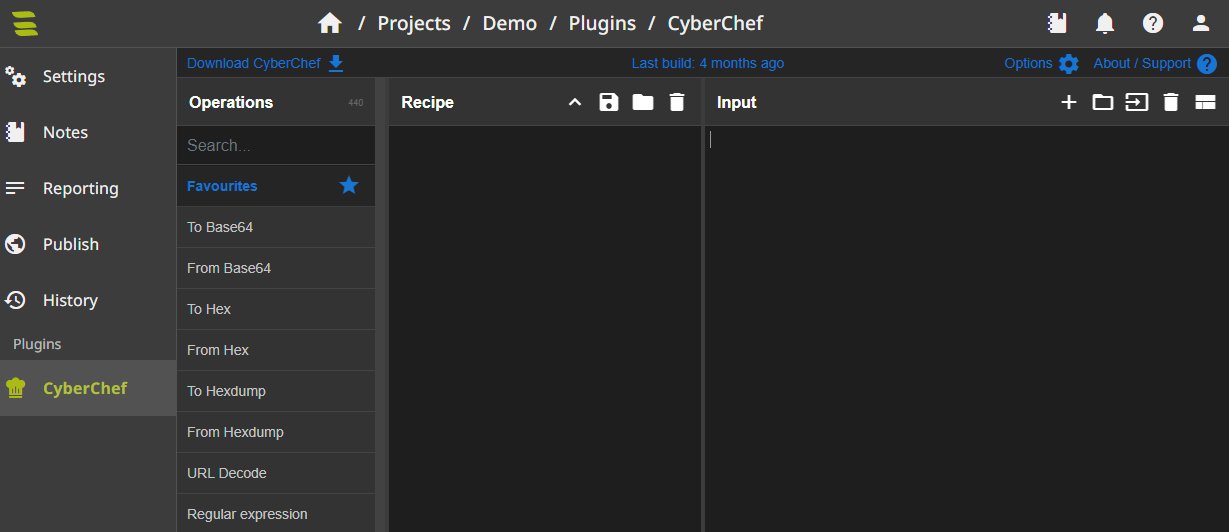 / Projects / Demo / Plugins / CyberChef
Settings
Notes
Reporting
Publish
History
Plugins
CyberChef
Download CyberChef
Last build: 4 months ago
Options
About / Support
Operations 440
Search...
Favourites
To Base64
From Base64
To Hex
From Hex
To Hexdump
From Hexdump
URL Decode
Regular expression
Recipe
Input